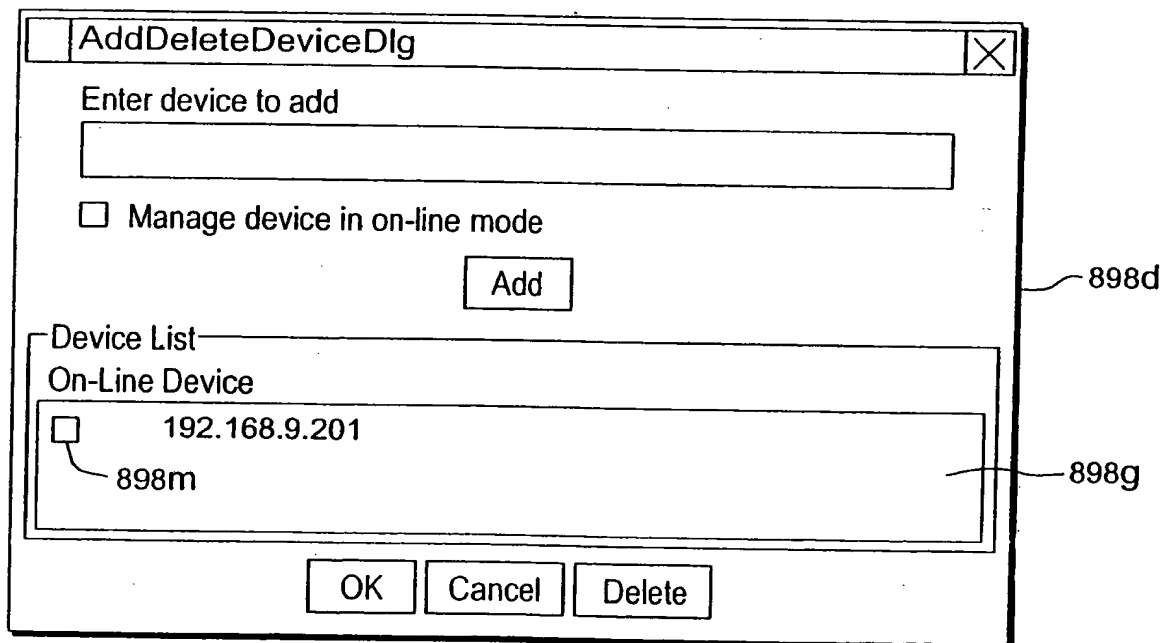 AddDeleteDeviceDlg
Enter device to add
Manage device in on-line mode
Add
898d
Device List
On-Line Device
192.168.9.201
898m
898g
OK Cancel Delete